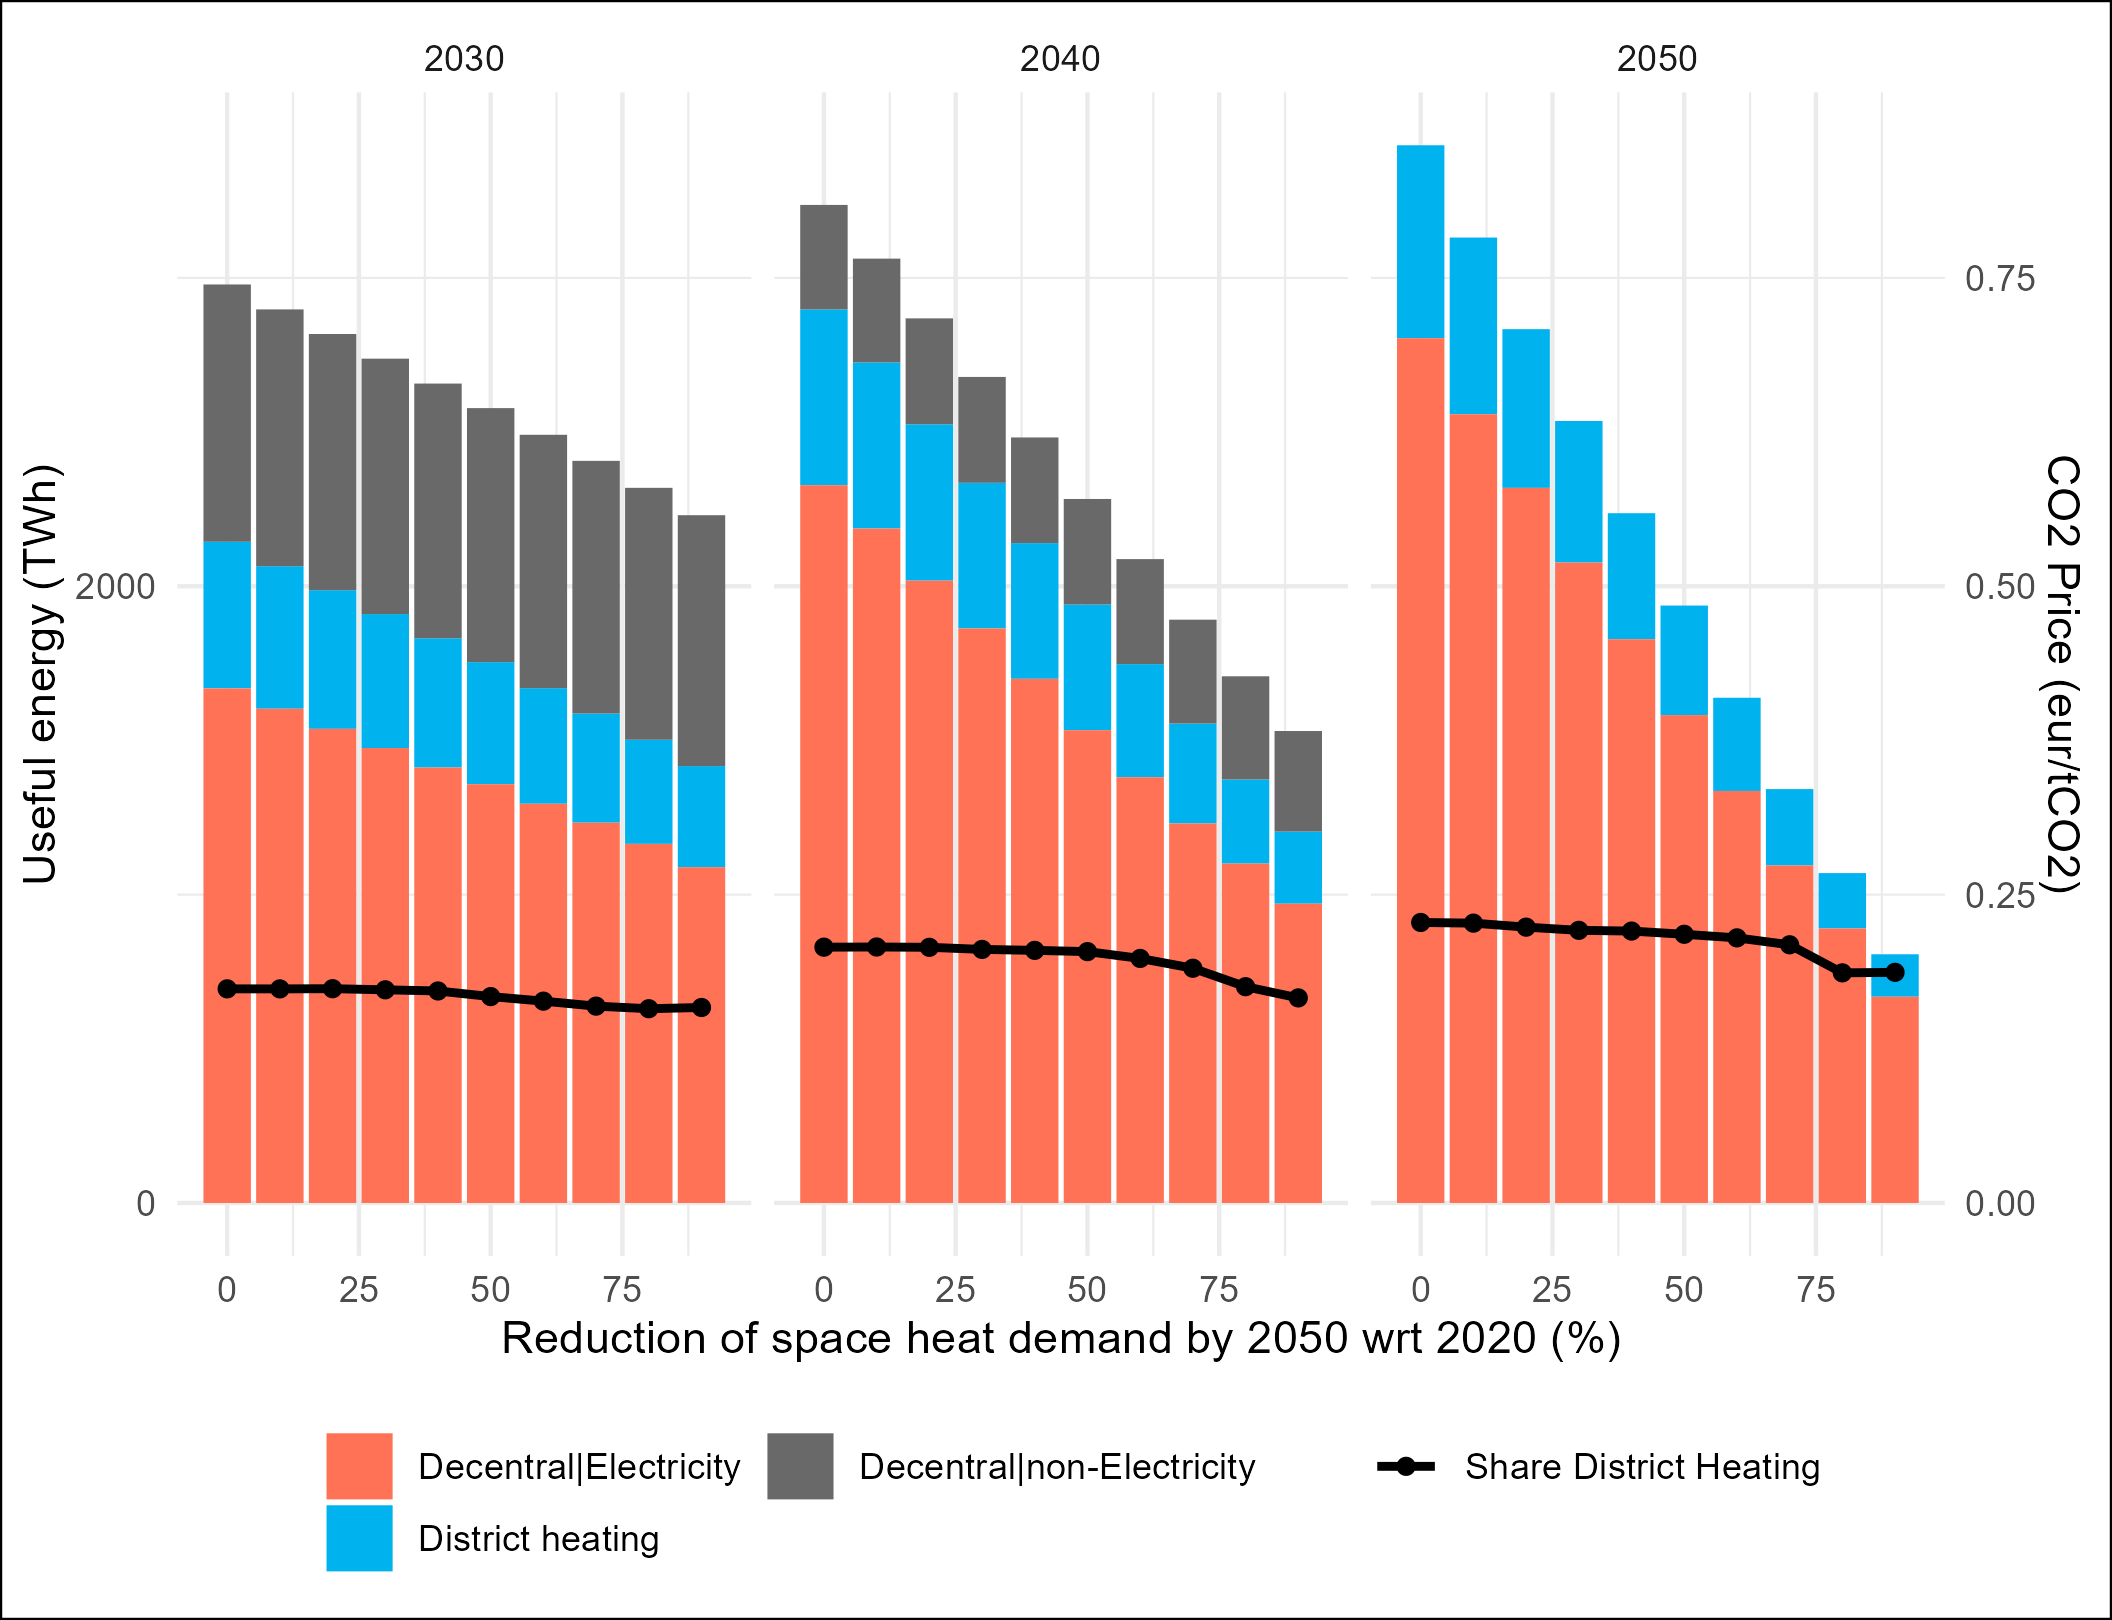 2030 2040 2050
Useful energy (TWh)
2000
0
0.75
0.50
0.25
0.00
CO2 Price (eur/tCO2)
0 25 50 75 0 25 50 75 0 25 50 75
Reduction of space heat demand by 2050 wrt 2020 (%)
Decentral|Electricity Decentral|non-Electricity Share District Heating
District heating